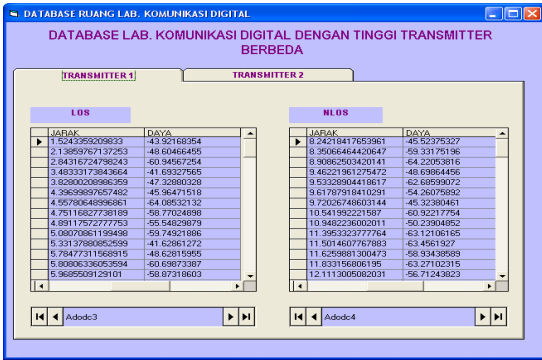 DATABASE RUANG LAB. KOMUNIKASI DIGITAL
DATABASE LAB. KOMUNIKASI DIGITAL DENGAN TINGGI TRANSMITTER
BERBEDA
TRANSMITTER 1
TRANSMITTER 2
LOS
JARAK DAYA
1.5243359209833 -43.92168354
2.13859767137253 -48.60466455
2.84316724798243 -60.94567254
3.48333173843664 -41.69327565
3.82800208986359 -47.32880328
4.39699897657482 -45.96471518
4.55780648996861 -64.08532132
4.75116827738189 -58.77024898
4.89117572777753 -55.54829879
5.08070861199498 -59.74921886
5.33137880852599 -41.62861272
5.78477311568915 -48.62815955
5.80806336053594 -60.69873387
5.9685509129101 -58.87318603
Adodc3
NLOS
JARAK DAYA
8.24218417653961 -45.52375327
8.35066464420647 -59.33175196
8.90862503420141 -64.22053816
9.46221961275472 -48.69864456
9.53328904418617 -62.68599072
9.61787918410291 -54.26075892
9.72026748603144 -45.32380461
10.541992221587 -60.92217754
10.9482236002011 -50.23904852
11.3953323777764 -63.12106165
11.5014607767883 -63.4561927
11.6259881300473 -58.93438589
11.833156806195 -63.27102315
12.1113005082031 -56.71243823
Adodc4